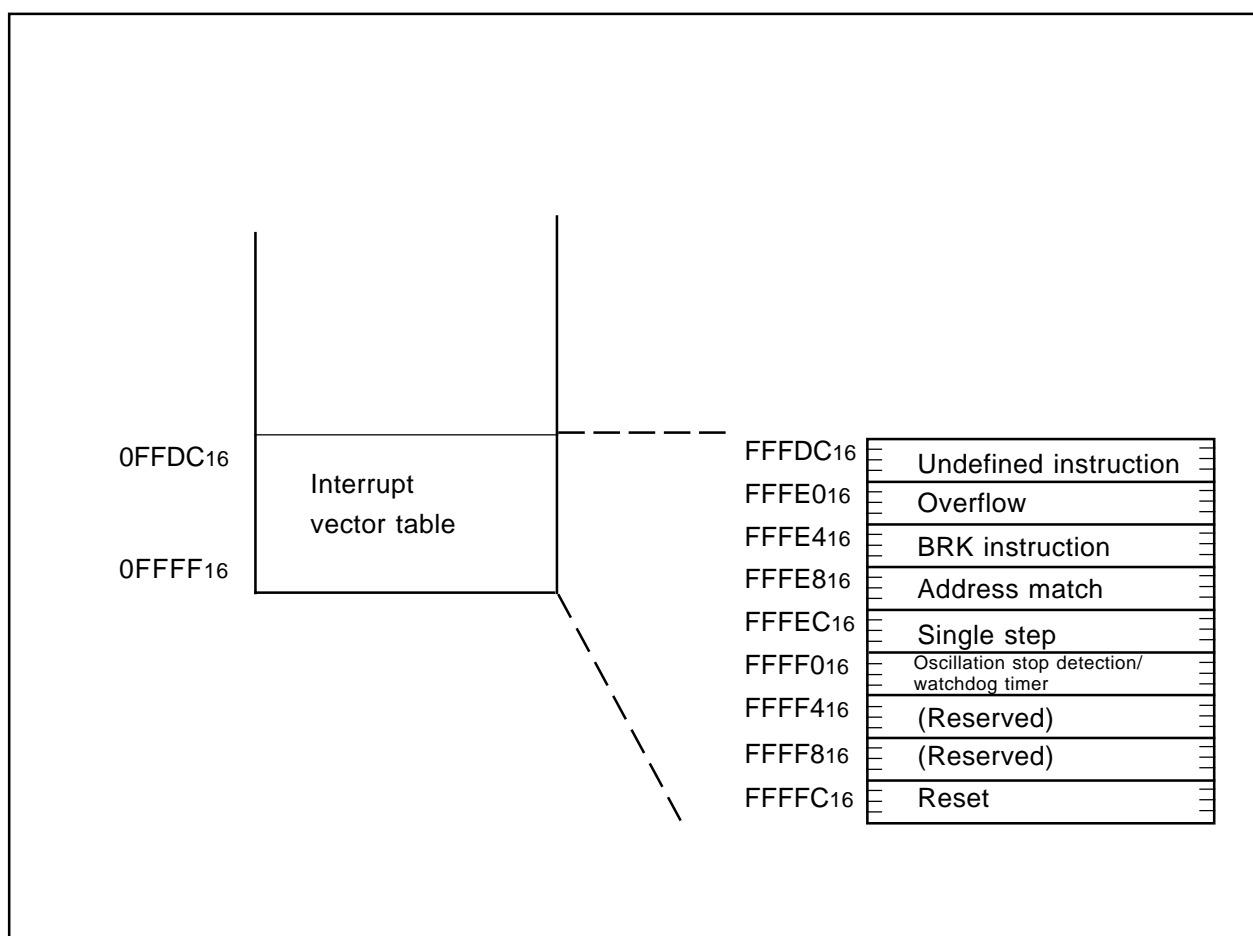 0FFDC16
Interrupt
vector table
0FFFF16
FFFDC16 Undefined instruction
FFFE016 Overflow
FFFE416 BRK instruction
FFFE816 Address match
FFFEC16 Single step
FFFF016 Oscillation stop detection/
watchdog timer
FFFF416 (Reserved)
FFFF816 (Reserved)
FFFFC16 Reset